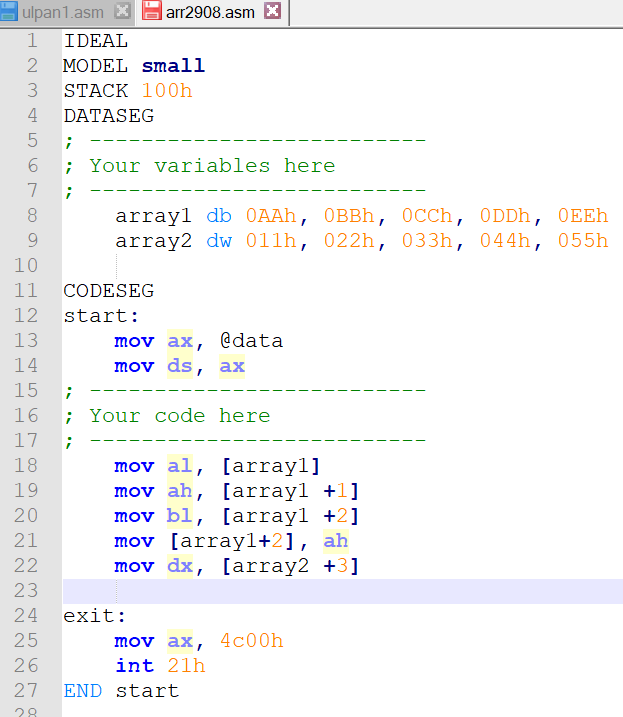 ulpan1.asm arr2908.asm
1 IDEAL
2 MODEL small
3 STACK 100h
4 DATASEG
5 ; --------------------------
6 ; Your variables here
7 ; --------------------------
8     array1 db 0AAh, 0BBh, 0CCh, 0DDh, 0EEh
9     array2 dw 011h, 022h, 033h, 044h, 055h
10
11 CODESEG
12 start:
13     mov ax, @data
14     mov ds, ax
15 ; --------------------------
16 ; Your code here
17 ; --------------------------
18     mov al, [array1]
19     mov ah, [array1 +1]
20     mov bl, [array1 +2]
21     mov [array1+2], ah
22     mov dx, [array2 +3]
23
24 exit:
25     mov ax, 4c00h
26     int 21h
27 END start
28